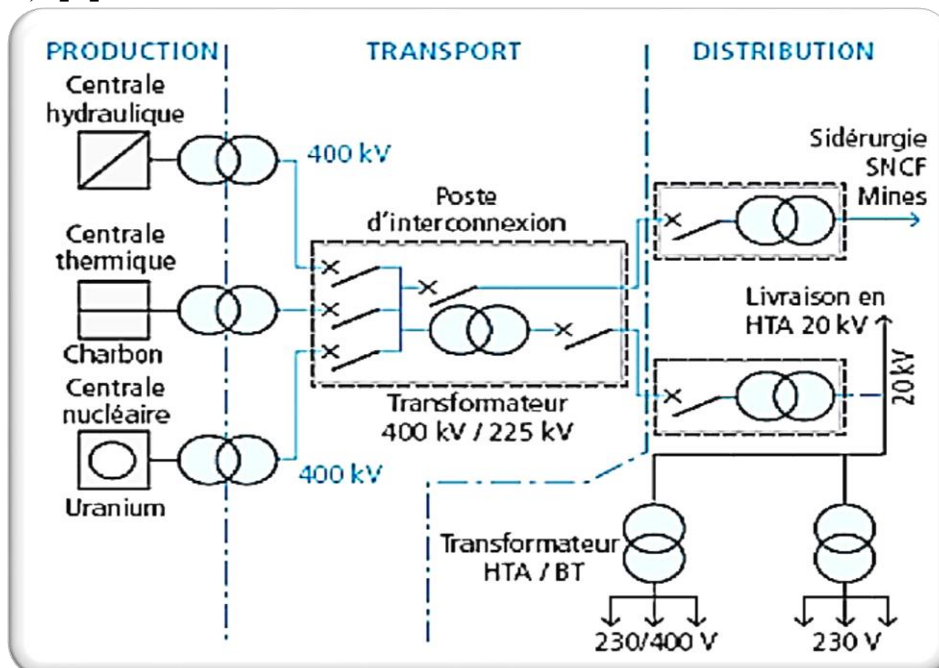 PRODUCTION
TRANSPORT
DISTRIBUTION
Centrale
hydraulique
400 kV
Sidérurgie
SNCF
Mines
Poste
d'interconnexion
Centrale
thermique
Charbon
Livraison en
HTA 20 kV
20 kV
Centrale
nucléaire
Uranium
Transformateur
400 kV / 225 kV
400 kV
Transformateur
HTA / BT
230/400 V
230 V